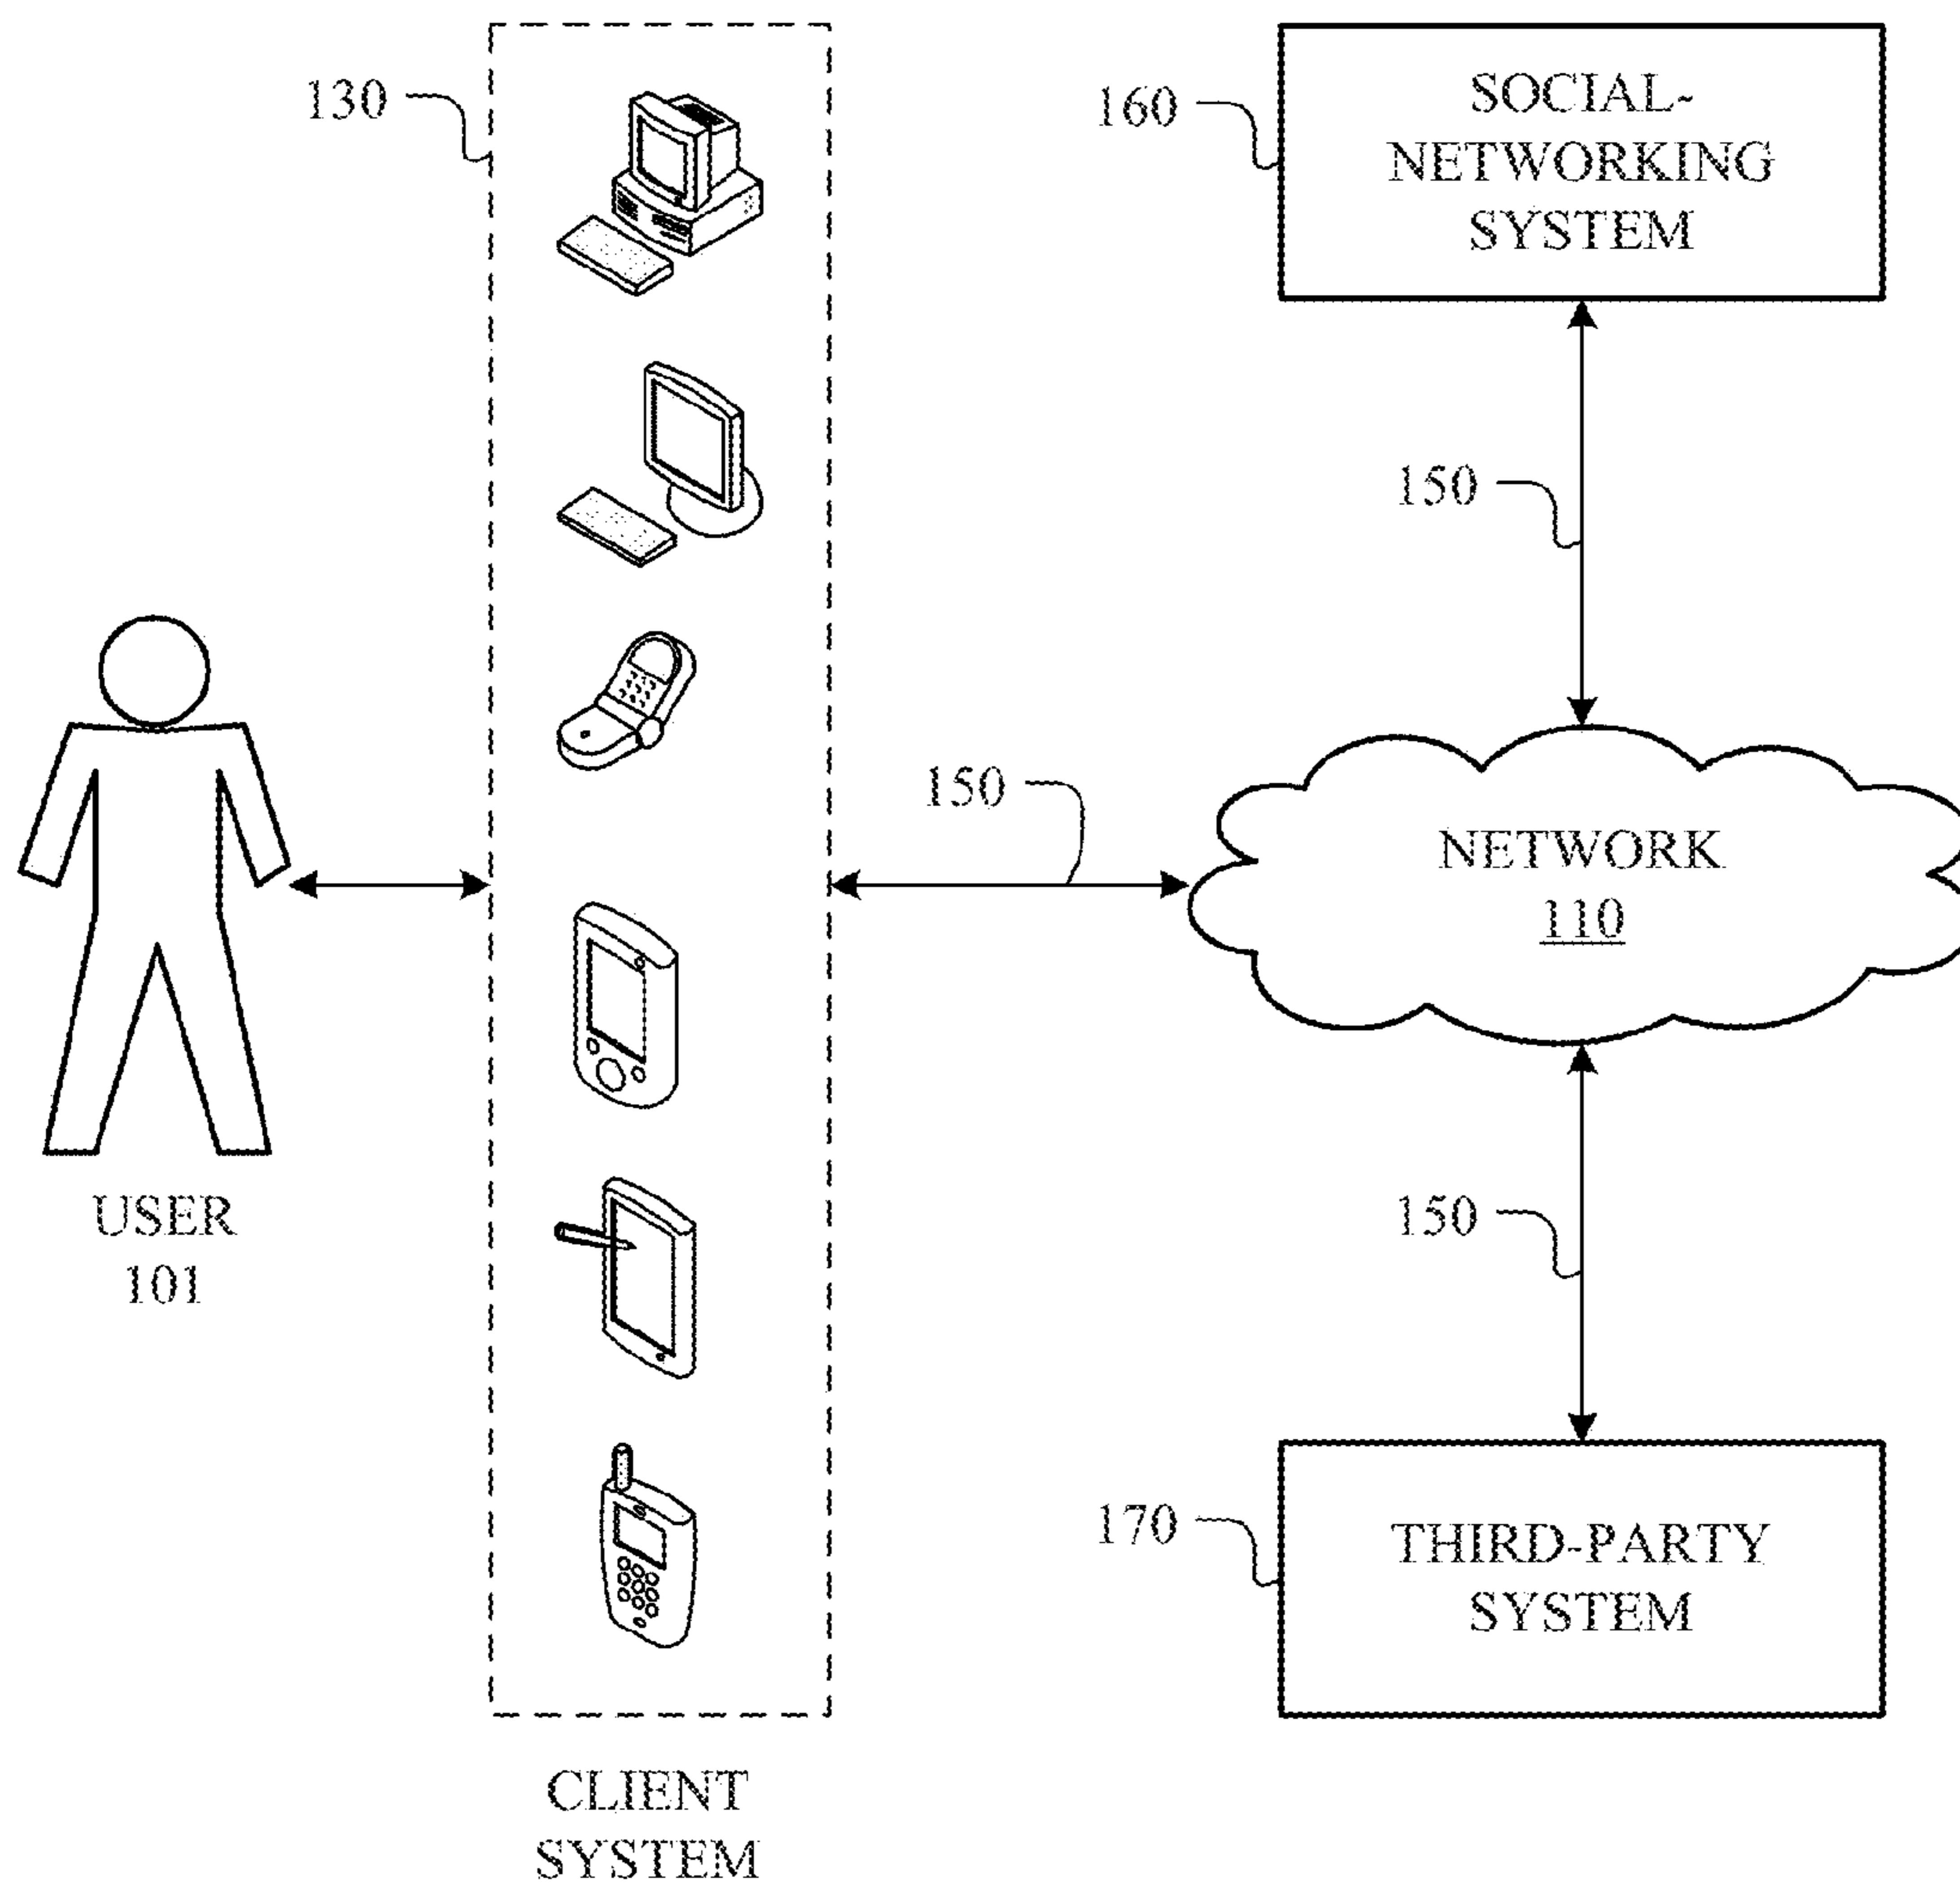 130
160
SOCIAL-
NETWORKING
SYSTEM
150
150
NETWORK
110
USER
101
150
170
THIRD-PARTY
SYSTEM
CLIENT
SYSTEM